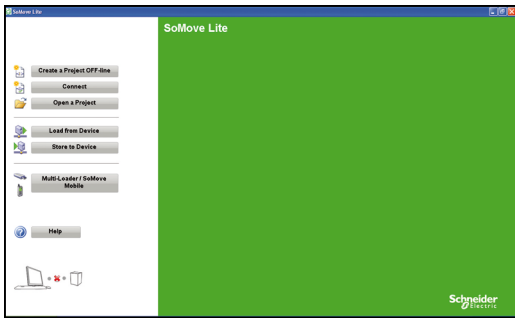 SoMove Lite
SoMove Lite
Create a Project OFF-line
Connect
Open a Project
Load from Device
Store to Device
Multi-Loader / SoMove
Mobile
Help
Schneider
Electric